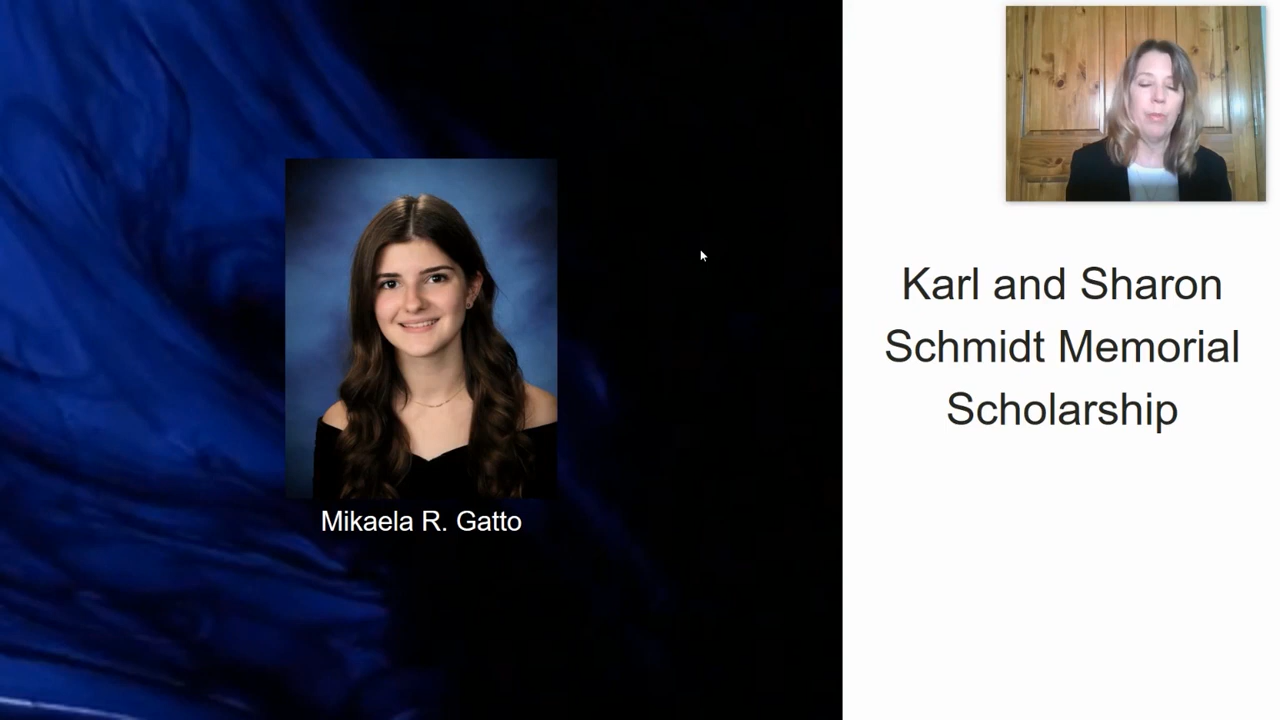 Mikaela R. Gatto
Karl and Sharon
Schmidt Memorial
Scholarship